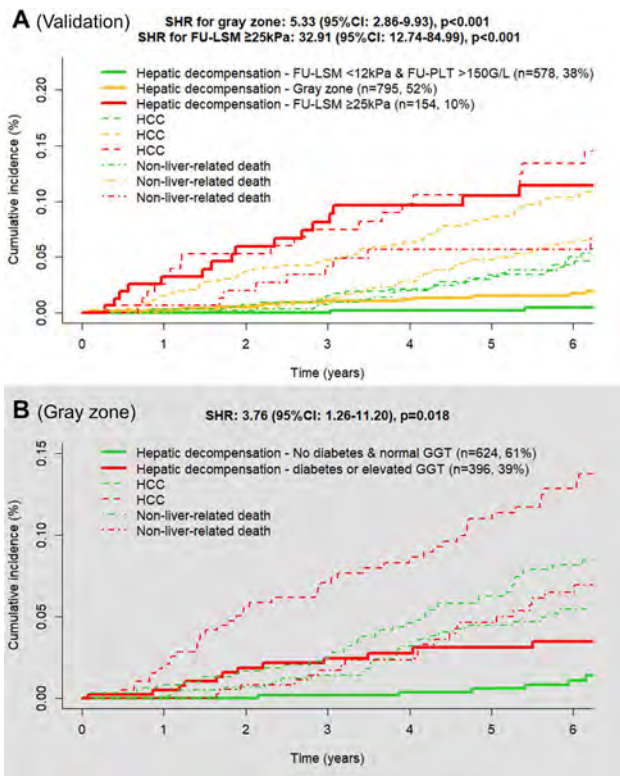 A (Validation)
SHR for gray zone: 5.33 (95%CI: 2.86-9.93), p<0.001
SHR for FU-LSM ≥25kPa: 32.91 (12.74-84.99), p<0.001
Hepatic decompensation - FU-LSM <12kPa & FU-PLT >150G/L (n=578, 38%)
Hepatic decompensation - Gray zone (n=795, 52%)
Hepatic decompensation - FU-LSM ≥25kPa (n=154, 10%)
HCC
HCC
HCC
Non-liver-related death
Non-liver-related death
Non-liver-related death
Cumulative incidence (%)
0.20
0.15
0.10
0.05
0.00
0 1 2 3 4 5 6
Time (years)
B (Gray zone)
SHR: 3.76 (95%CI: 1.26-11.20), p=0.018
Hepatic decompensation - No diabetes & normal GGT (n=624, 61%)
Hepatic decompensation - diabetes or elevated GGT (n=396, 39%)
HCC
HCC
Non-liver-related death
Non-liver-related death
Cumulative incidence (%)
0.15
0.10
0.05
0.00
0 1 2 3 4 5 6
Time (years)